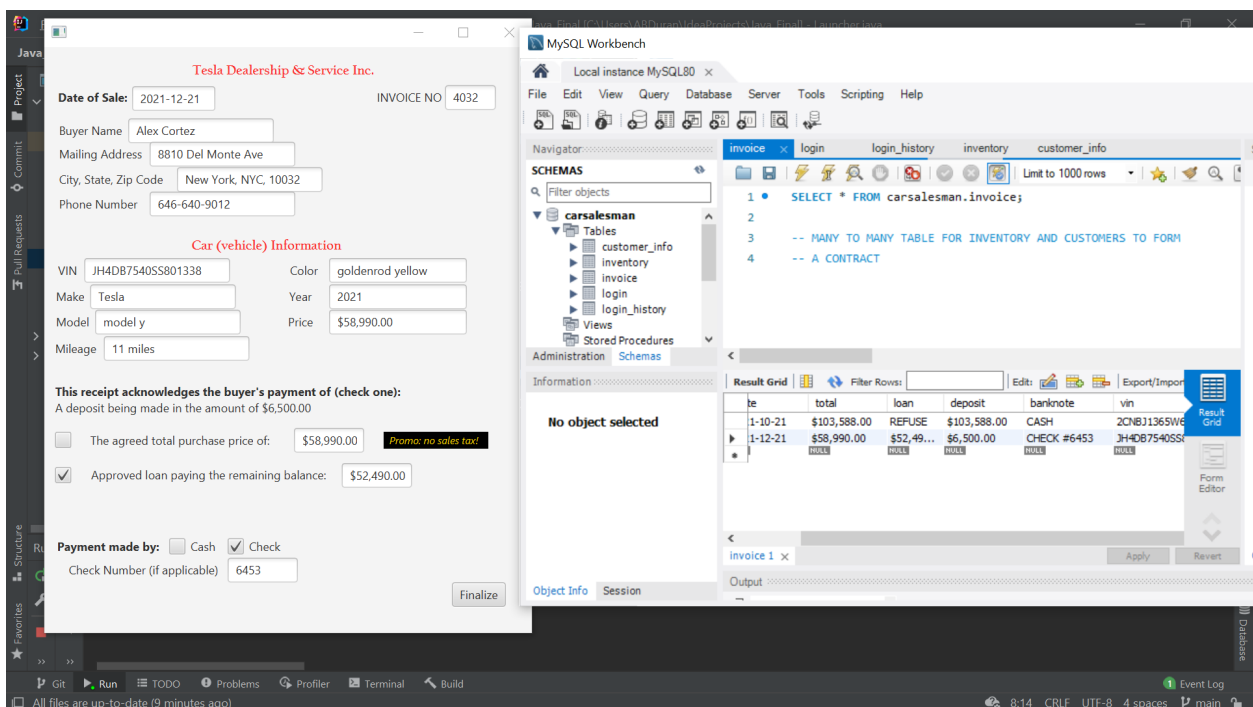 Java_Final [C:\Users\ABDuran\IdeaProjects\Java_Final] - Launcher.java
Java
Project
Commit
Pull Requests
Structure
Favorites
Tesla Dealership & Service Inc.
Date of Sale: 2021-12-21 INVOICE NO 4032
Buyer Name Alex Cortez
Mailing Address 8810 Del Monte Ave
City, State, Zip Code New York, NYC, 10032
Phone Number 646-640-9012
Car (vehicle) Information
VIN JH4DB7540SS801338 Color goldenrod yellow
Make Tesla Year 2021
Model model y Price $58,990.00
Mileage 11 miles
This receipt acknowledges the buyer's payment of (check one):
A deposit being made in the amount of $6,500.00
The agreed total purchase price of: $58,990.00 Promo: no sales tax!
Approved loan paying the remaining balance: $52,490.00
Payment made by: Cash Check
Check Number (if applicable) 6453
Finalize
MySQL Workbench
Local instance MySQL80
File Edit View Query Database Server Tools Scripting Help
Navigator
SCHEMAS
Filter objects
carsalesman
Tables
customer_info
inventory
invoice
login
login_history
Views
Stored Procedures
Administration Schemas
Information
No object selected
Object Info Session
invoice login login_history inventory customer_info
Limit to 1000 rows
1 SELECT * FROM carsalesman.invoice;
2
3 -- MANY TO MANY TABLE FOR INVENTORY AND CUSTOMERS TO FORM
4 -- A CONTRACT
Result Grid Filter Rows: Edit: Export/Import
te total loan deposit banknote vin
1-10-21 $103,588.00 REFUSE $103,588.00 CASH 2CNBJ1365W6
1-12-21 $58,990.00 $52,49... $6,500.00 CHECK #6453 JH4DB7540SS8
NULL NULL NULL NULL NULL
Result Grid
Form Editor
invoice 1 Apply Revert
Output
Database
Git Run TODO Problems Profiler Terminal Build 1 Event Log
All files are up-to-date (9 minutes ago) 8:14 CRLF UTF-8 4 spaces main